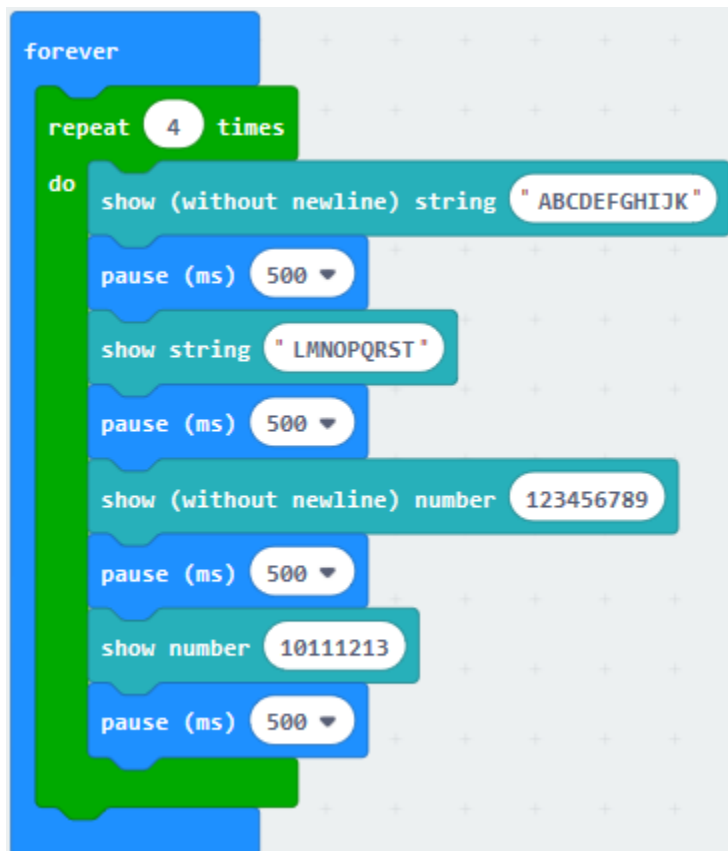 forever
repeat 4 times
do
show (without newline) string "ABCDEFGHIJK"
pause (ms) 500
show string "LMNOPQRST"
pause (ms) 500
show (without newline) number 123456789
pause (ms) 500
show number 10111213
pause (ms) 500